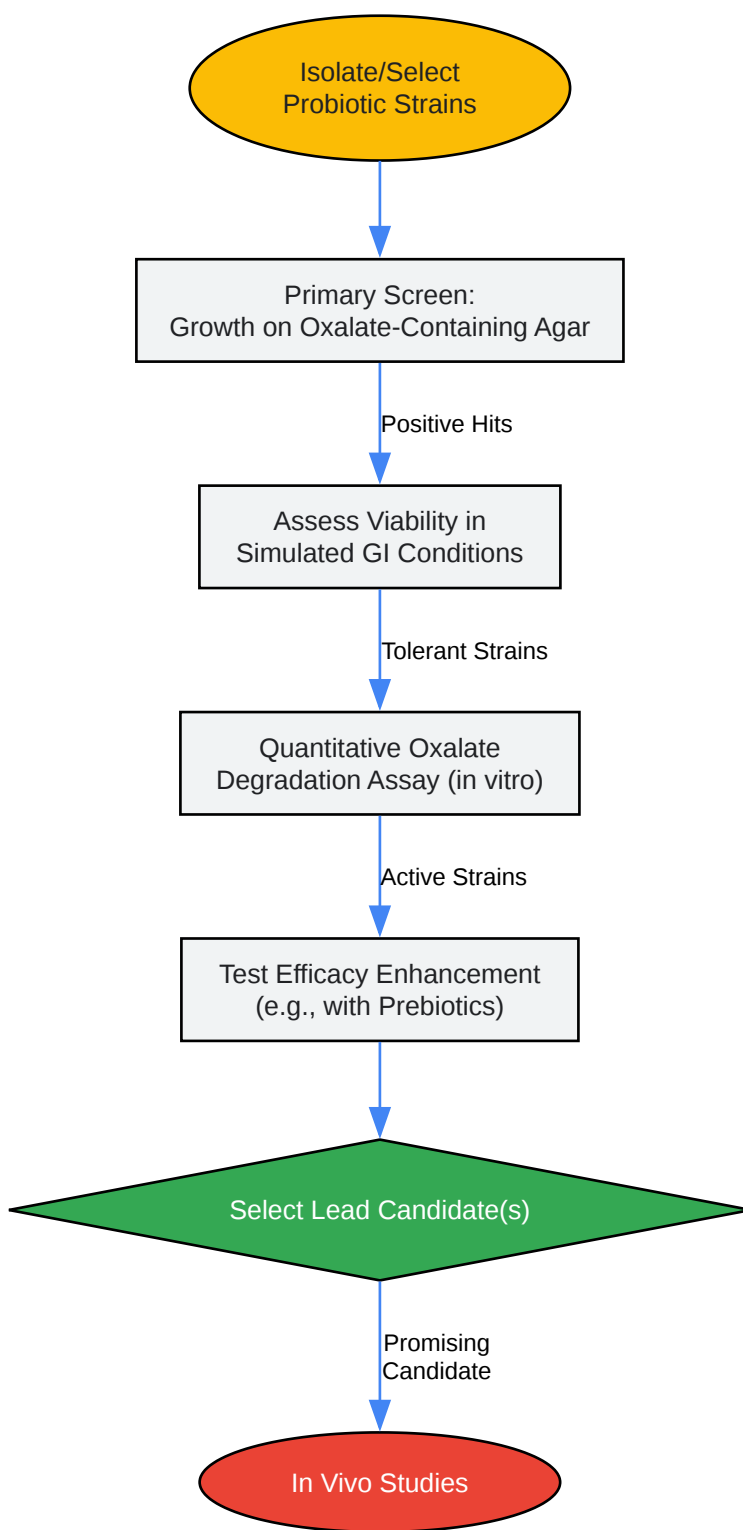 Isolate/Select
Probiotic Strains
Primary Screen:
Growth on Oxalate-Containing Agar
Positive Hits
Assess Viability in
Simulated GI Conditions
Tolerant Strains
Quantitative Oxalate
Degradation Assay (in vitro)
Active Strains
Test Efficacy Enhancement
(e.g., with Prebiotics)
Select Lead Candidate(s)
Promising
Candidate
In Vivo Studies